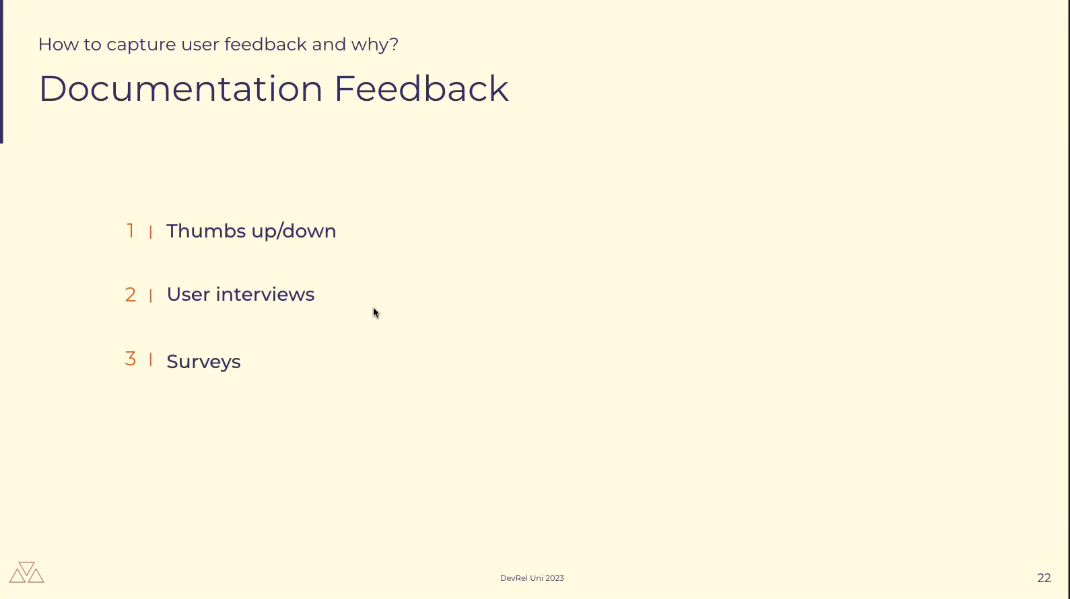 How to capture user feedback and why?
Documentation Feedback
1 | Thumbs up/down
2 | User interviews
3 | Surveys
DevRel Uni 2023
22